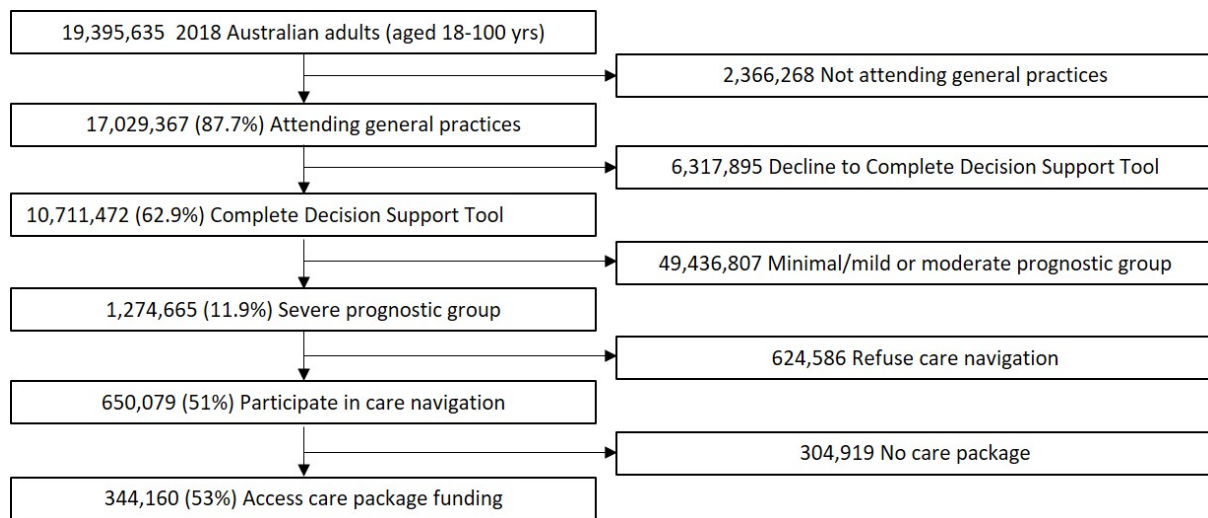 19,395,635 2018 Australian adults (aged 18-100 yrs)
2,366,268 Not attending general practices
17,029,367 (87.7%) Attending general practices
6,317,895 Decline to Complete Decision Support Tool
10,711,472 (62.9%) Complete Decision Support Tool
49,436,807 Minimal/mild or moderate prognostic group
1,274,665 (11.9%) Severe prognostic group
624,586 Refuse care navigation
650,079 (51%) Participate in care navigation
304,919 No care package
344,160 (53%) Access care package funding